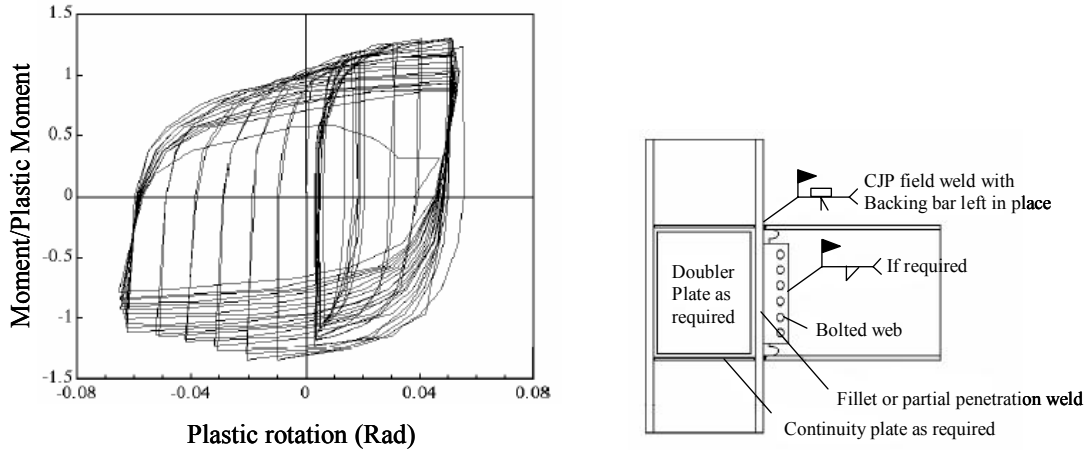 Moment/Plastic Moment
1.5
1
0.5
0
-0.5
-1
-1.5
-0.08
-0.04
0
0.04
0.08
Plastic rotation (Rad)
CJP field weld with
Backing bar left in place
If required
Doubler
Plate as
required
Bolted web
Fillet or partial penetration weld
Continuity plate as required